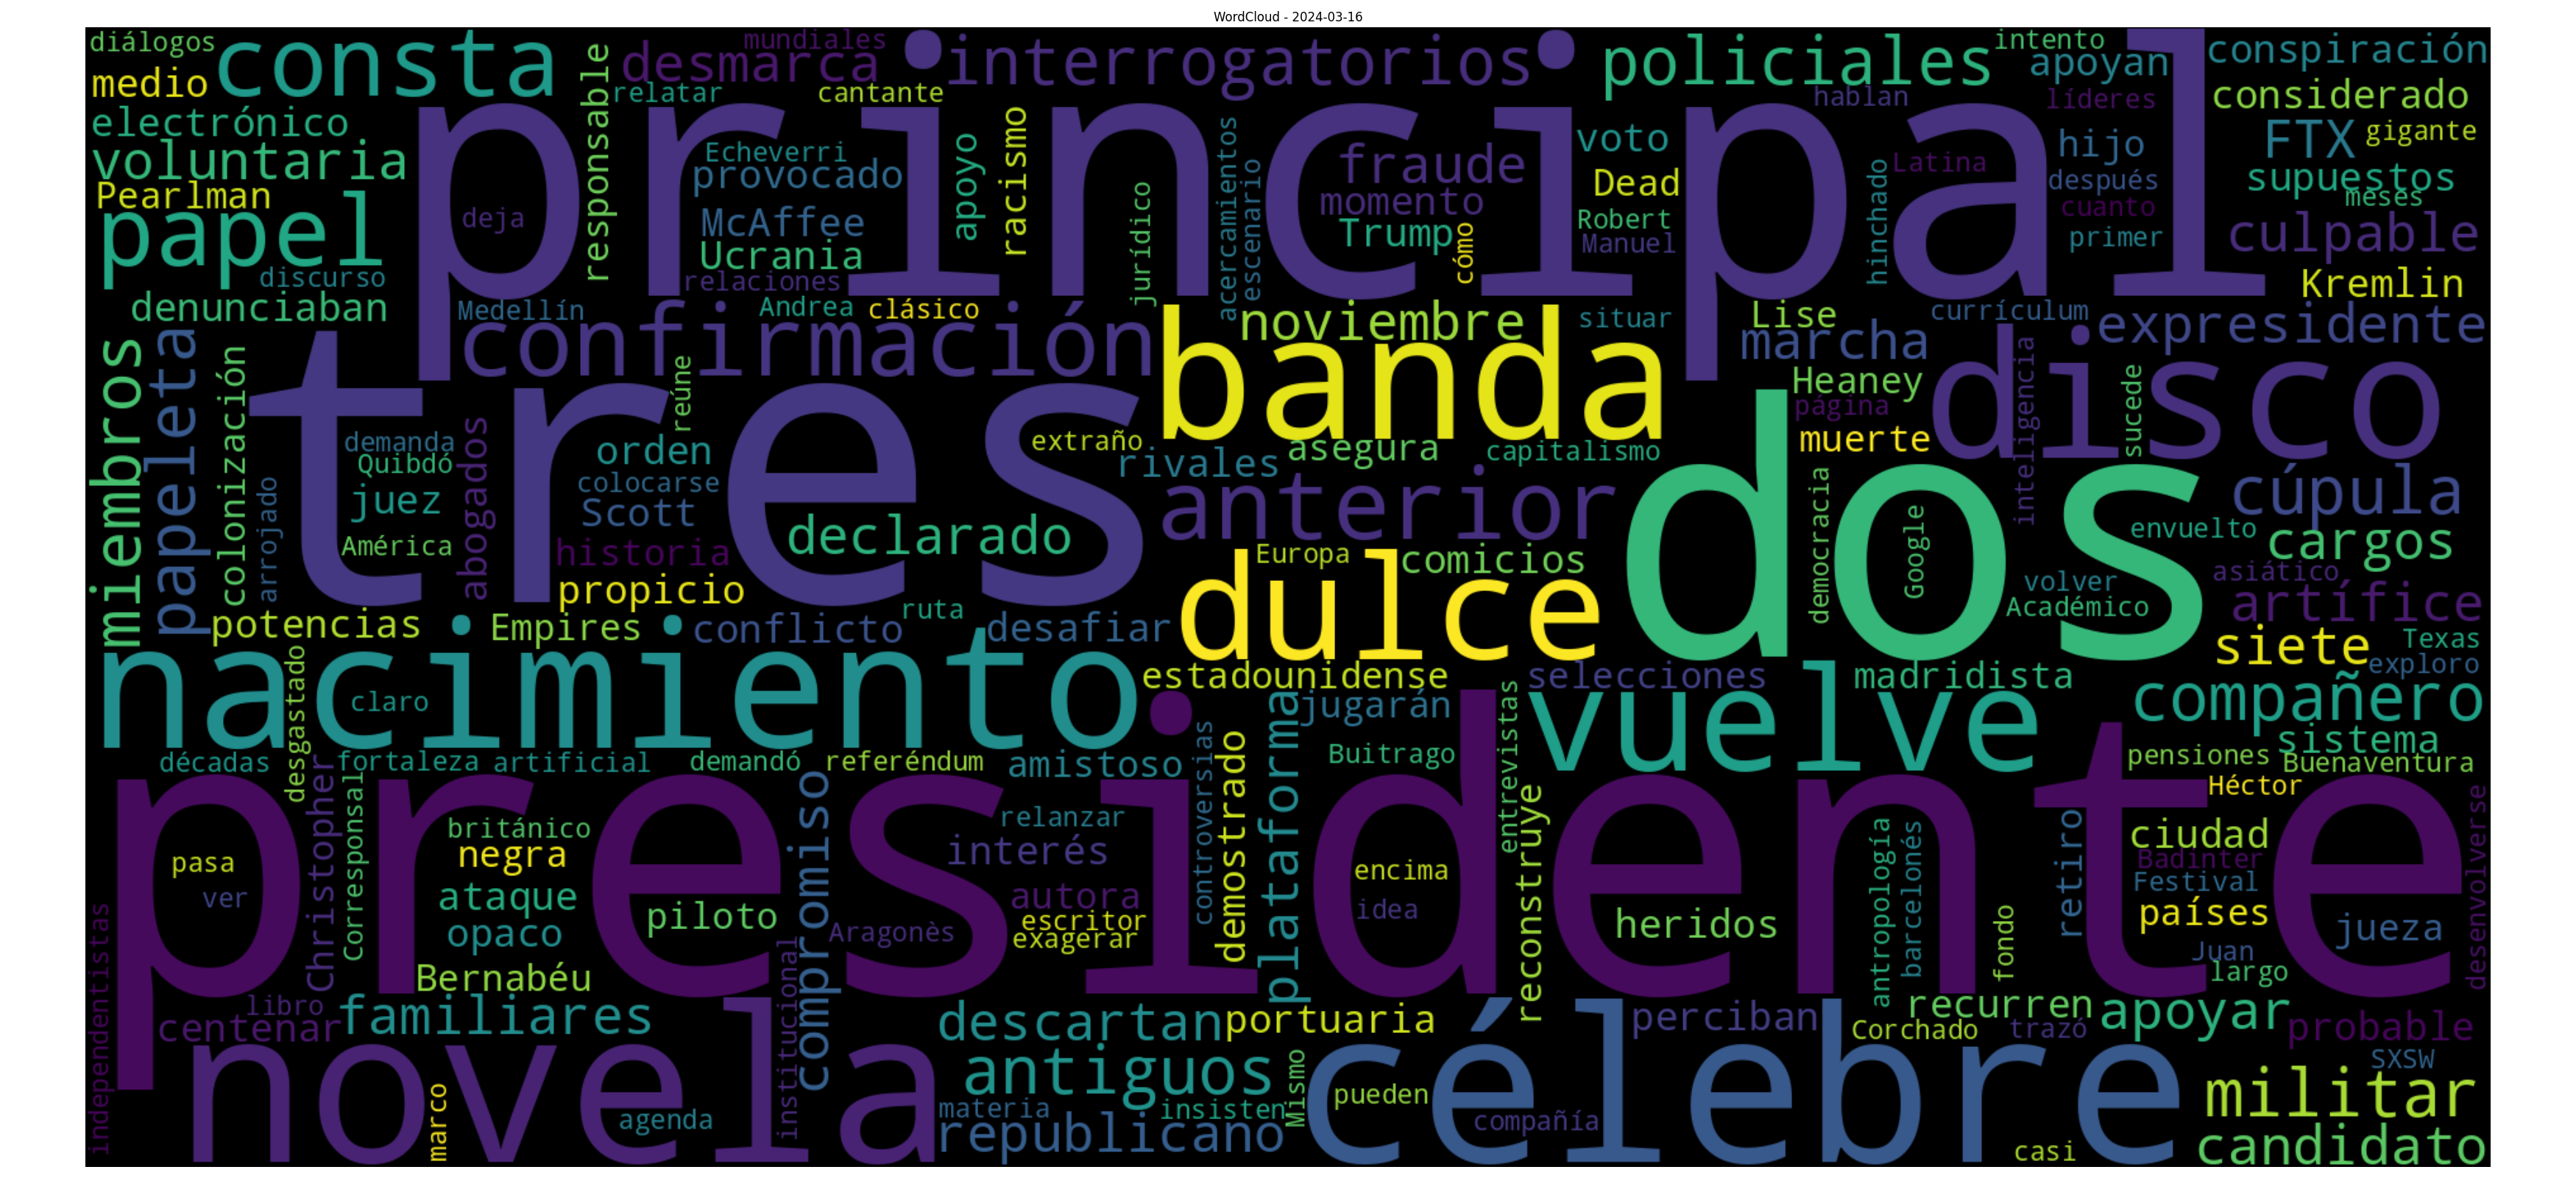 WordCloud - 2024-03-16
diálogos
consta
mundiales
desmarca
interrogatorios
policiales
intento
apoyan
conspiración
medio
responsable
relatar
cantante
hablan
líderes
considerado
electrónico
principal
voluntaria
Echeverri
provocado
apoyo
racismo
acercamientos
escenario
fraude
voto
Latina
hijo
FTX
gigante
Pearlman
papel
deja
McAffee
jurídico
momento
Dead
después
supuestos
meses
Ucrania
Trump
cómo
Robert
Manuel
hinchado
cuánto
primer
culpable
discurso
relaciones
Kremlin
denunciaban
Medellín
Andrea
clásico
confirmación
noviembre
situar
Lise
currículum
expresidente
miembros
papeleta
colonización
tres
reúne
banda
marcha
Heaney
página
disco
inteligencia
sucede
demanda
Quibdó
abogados
orden
extraño
rivales
asegura
capitalismo
muerte
arrojado
juez
colocarse
Scott
anterior
dos
democracia
Google
cúpula
América
historia
declarado
Europa
comicios
envuelto
cargos
propicio
dulce
volver
Académico
asiático
artífice
potencias
Empires
conflicto
ruta
desafiar
siete
Texas
exploro
nacimiento
desgastado
claro
estadounidense
selecciones
madridista
compañero
jugarán
vuelve
sistema
décadas
fortaleza
artificial
demandó
referéndum
amistoso
controversias
demostrado
plataforma
Buitrago
entrevistas
pensiones
Buenaventura
presidente
Héctor
Christopher
Corresponsal
compromiso
relanzar
reconstruye
británico
negra
interés
antropología
barcelonés
retiro
ciudad
Badinter
desenvolverse
pasa
ver
ataque
autora
encima
Festival
piloto
Aragonès
escritor
exagerar
idea
heridos
países
jueza
opaco
fondo
Juan
largo
independentistas
Bernabéu
institucional
libro
centenar
familiares
descartan
portuaria
perciban
recurren
Corchado
trazó
apoyar
probable
novela
antiguos
Mismo
célebre
SXSW
marco
agenda
materia
insisten
pueden
compañía
militar
republicano
casi
candidato